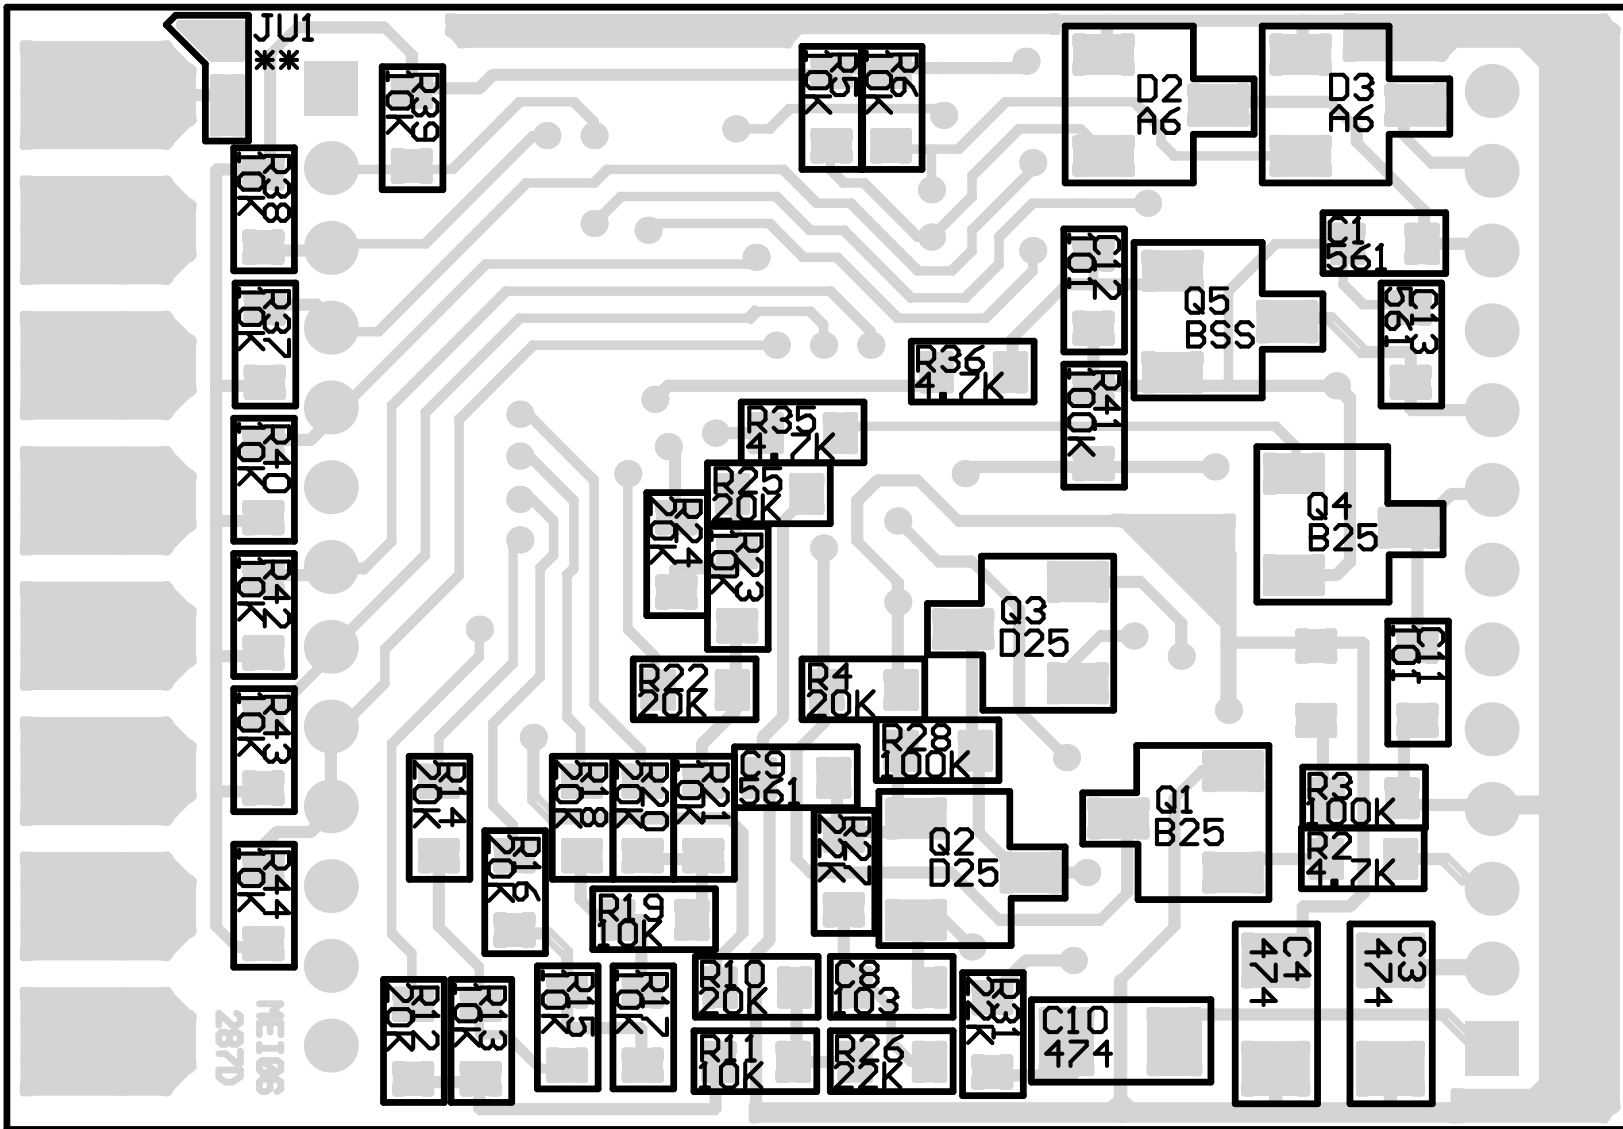 JU1
**
R39
10K
R5
10K
R6
10K
D2
A6
D3
A6
R38
10K
C1
561
C12
101
Q5
BSS
C13
561
R37
10K
R36
4.7K
R41
100K
R35
4.7K
R40
10K
R25
20K
R24
20K
R23
10K
Q4
B25
R42
10K
Q3
D25
C11
101
R22
20K
R4
20K
R43
10K
R28
100K
R14
20K
R18
20K
R20
20K
R21
10K
C9
561
Q1
B25
R3
100K
R27
22K
Q2
D25
R2
4.7K
R16
20K
R44
10K
R19
10K
C4
474
C3
474
R10
20K
C8
103
R12
20K
R13
10K
R15
10K
R17
10K
R31
22K
C10
474
R11
10K
R26
22K
MEI06
287D